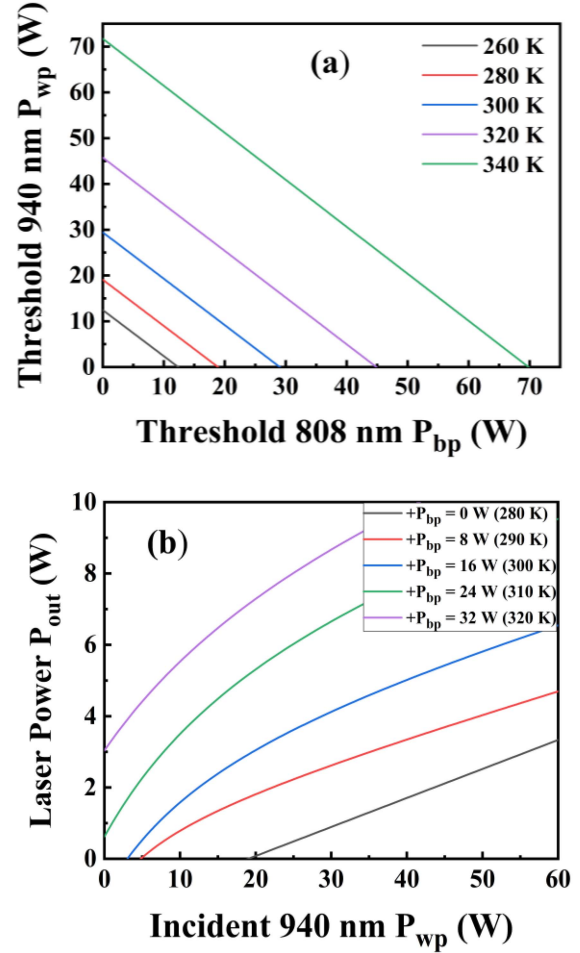 (a)
260 K
280 K
300 K
320 K
340 K
70
60
50
40
30
20
10
0
Threshold 940 nm P_wp (W)
0 10 20 30 40 50 60 70
Threshold 808 nm P_bp (W)
(b)
+P_bp = 0 W (280 K)
+P_bp = 8 W (290 K)
+P_bp = 16 W (300 K)
+P_bp = 24 W (310 K)
+P_bp = 32 W (320 K)
10
8
6
4
2
0
Laser Power P_out (W)
0 10 20 30 40 50 60
Incident 940 nm P_wp (W)